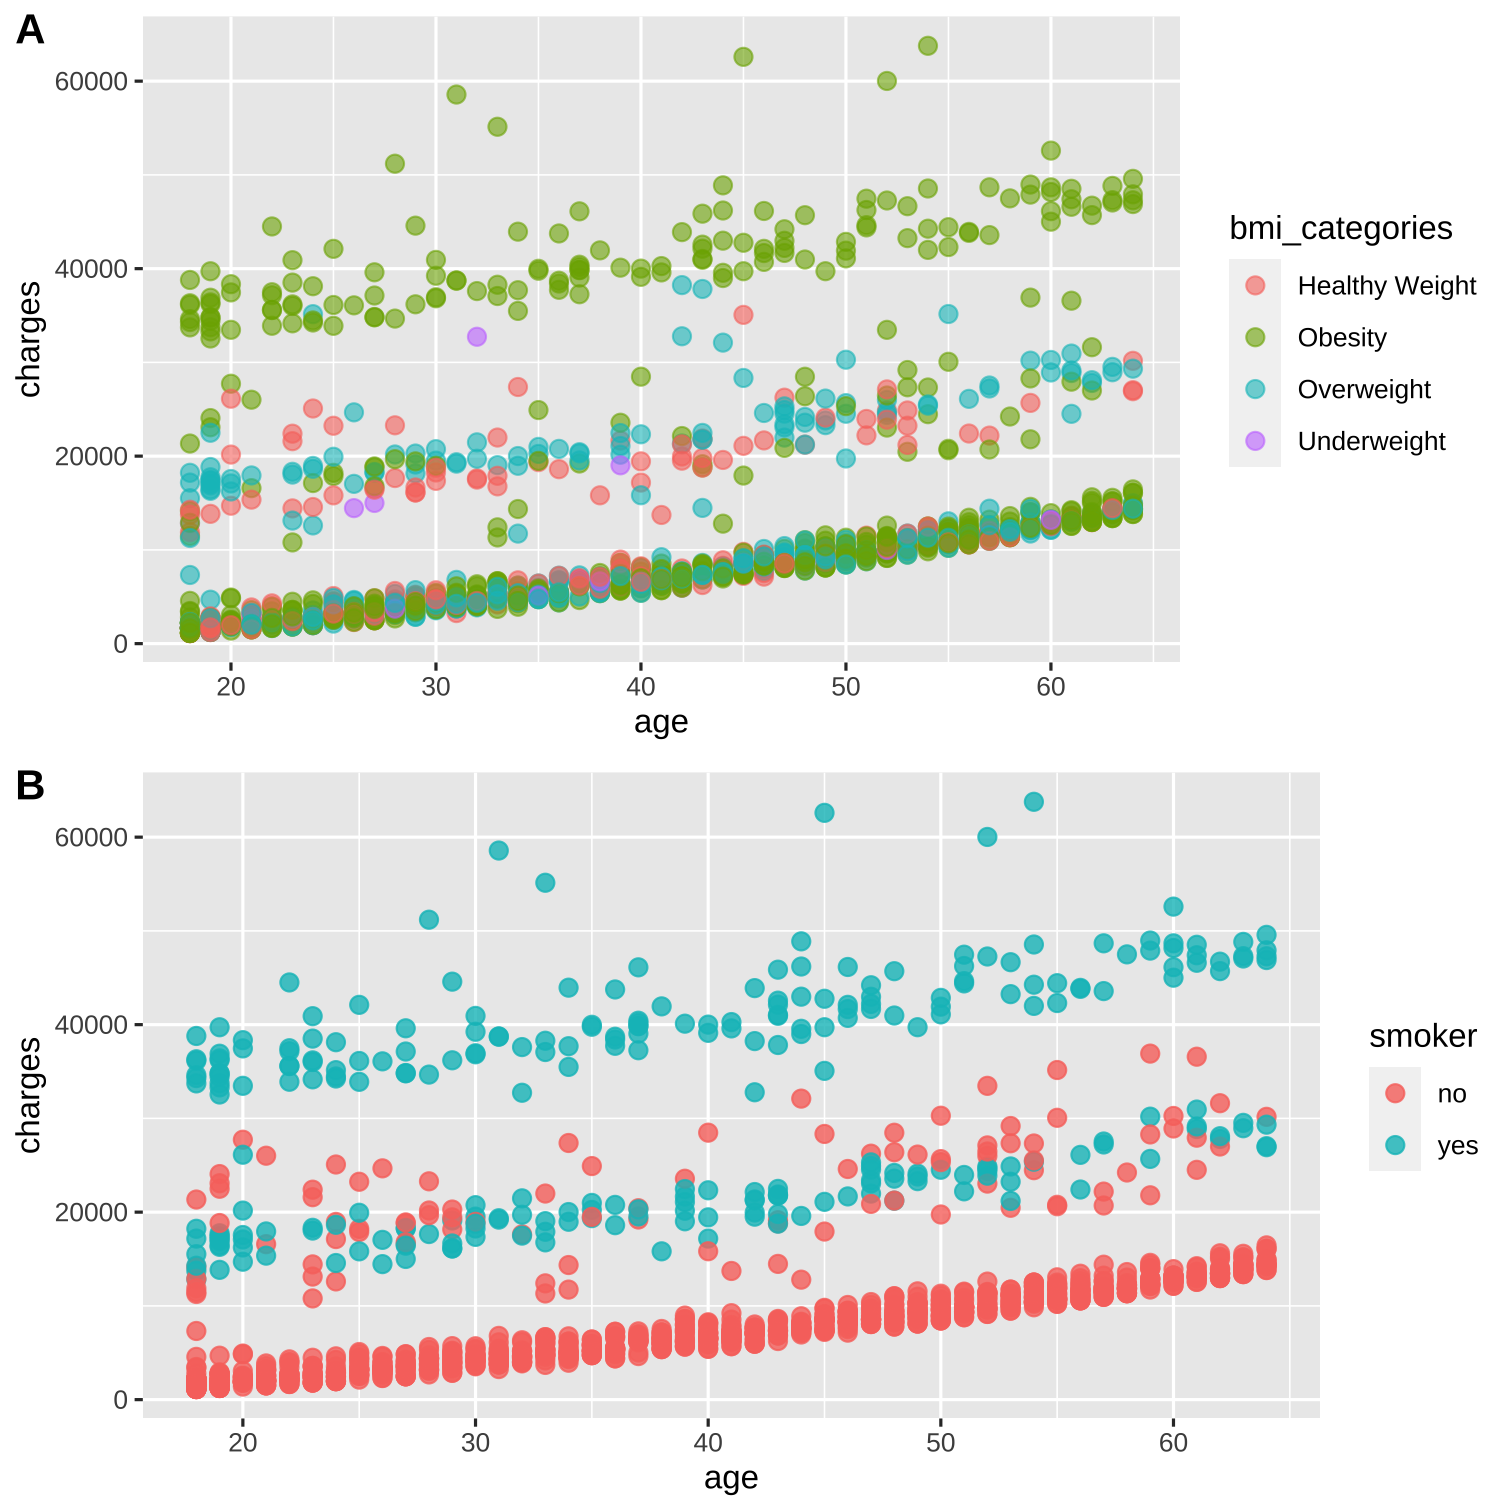 A
60000
40000
20000
0
charges
20 30 40 50 60
age
bmi_categories
Healthy Weight
Obesity
Overweight
Underweight
B
60000
40000
20000
0
charges
20 30 40 50 60
age
smoker
no
yes